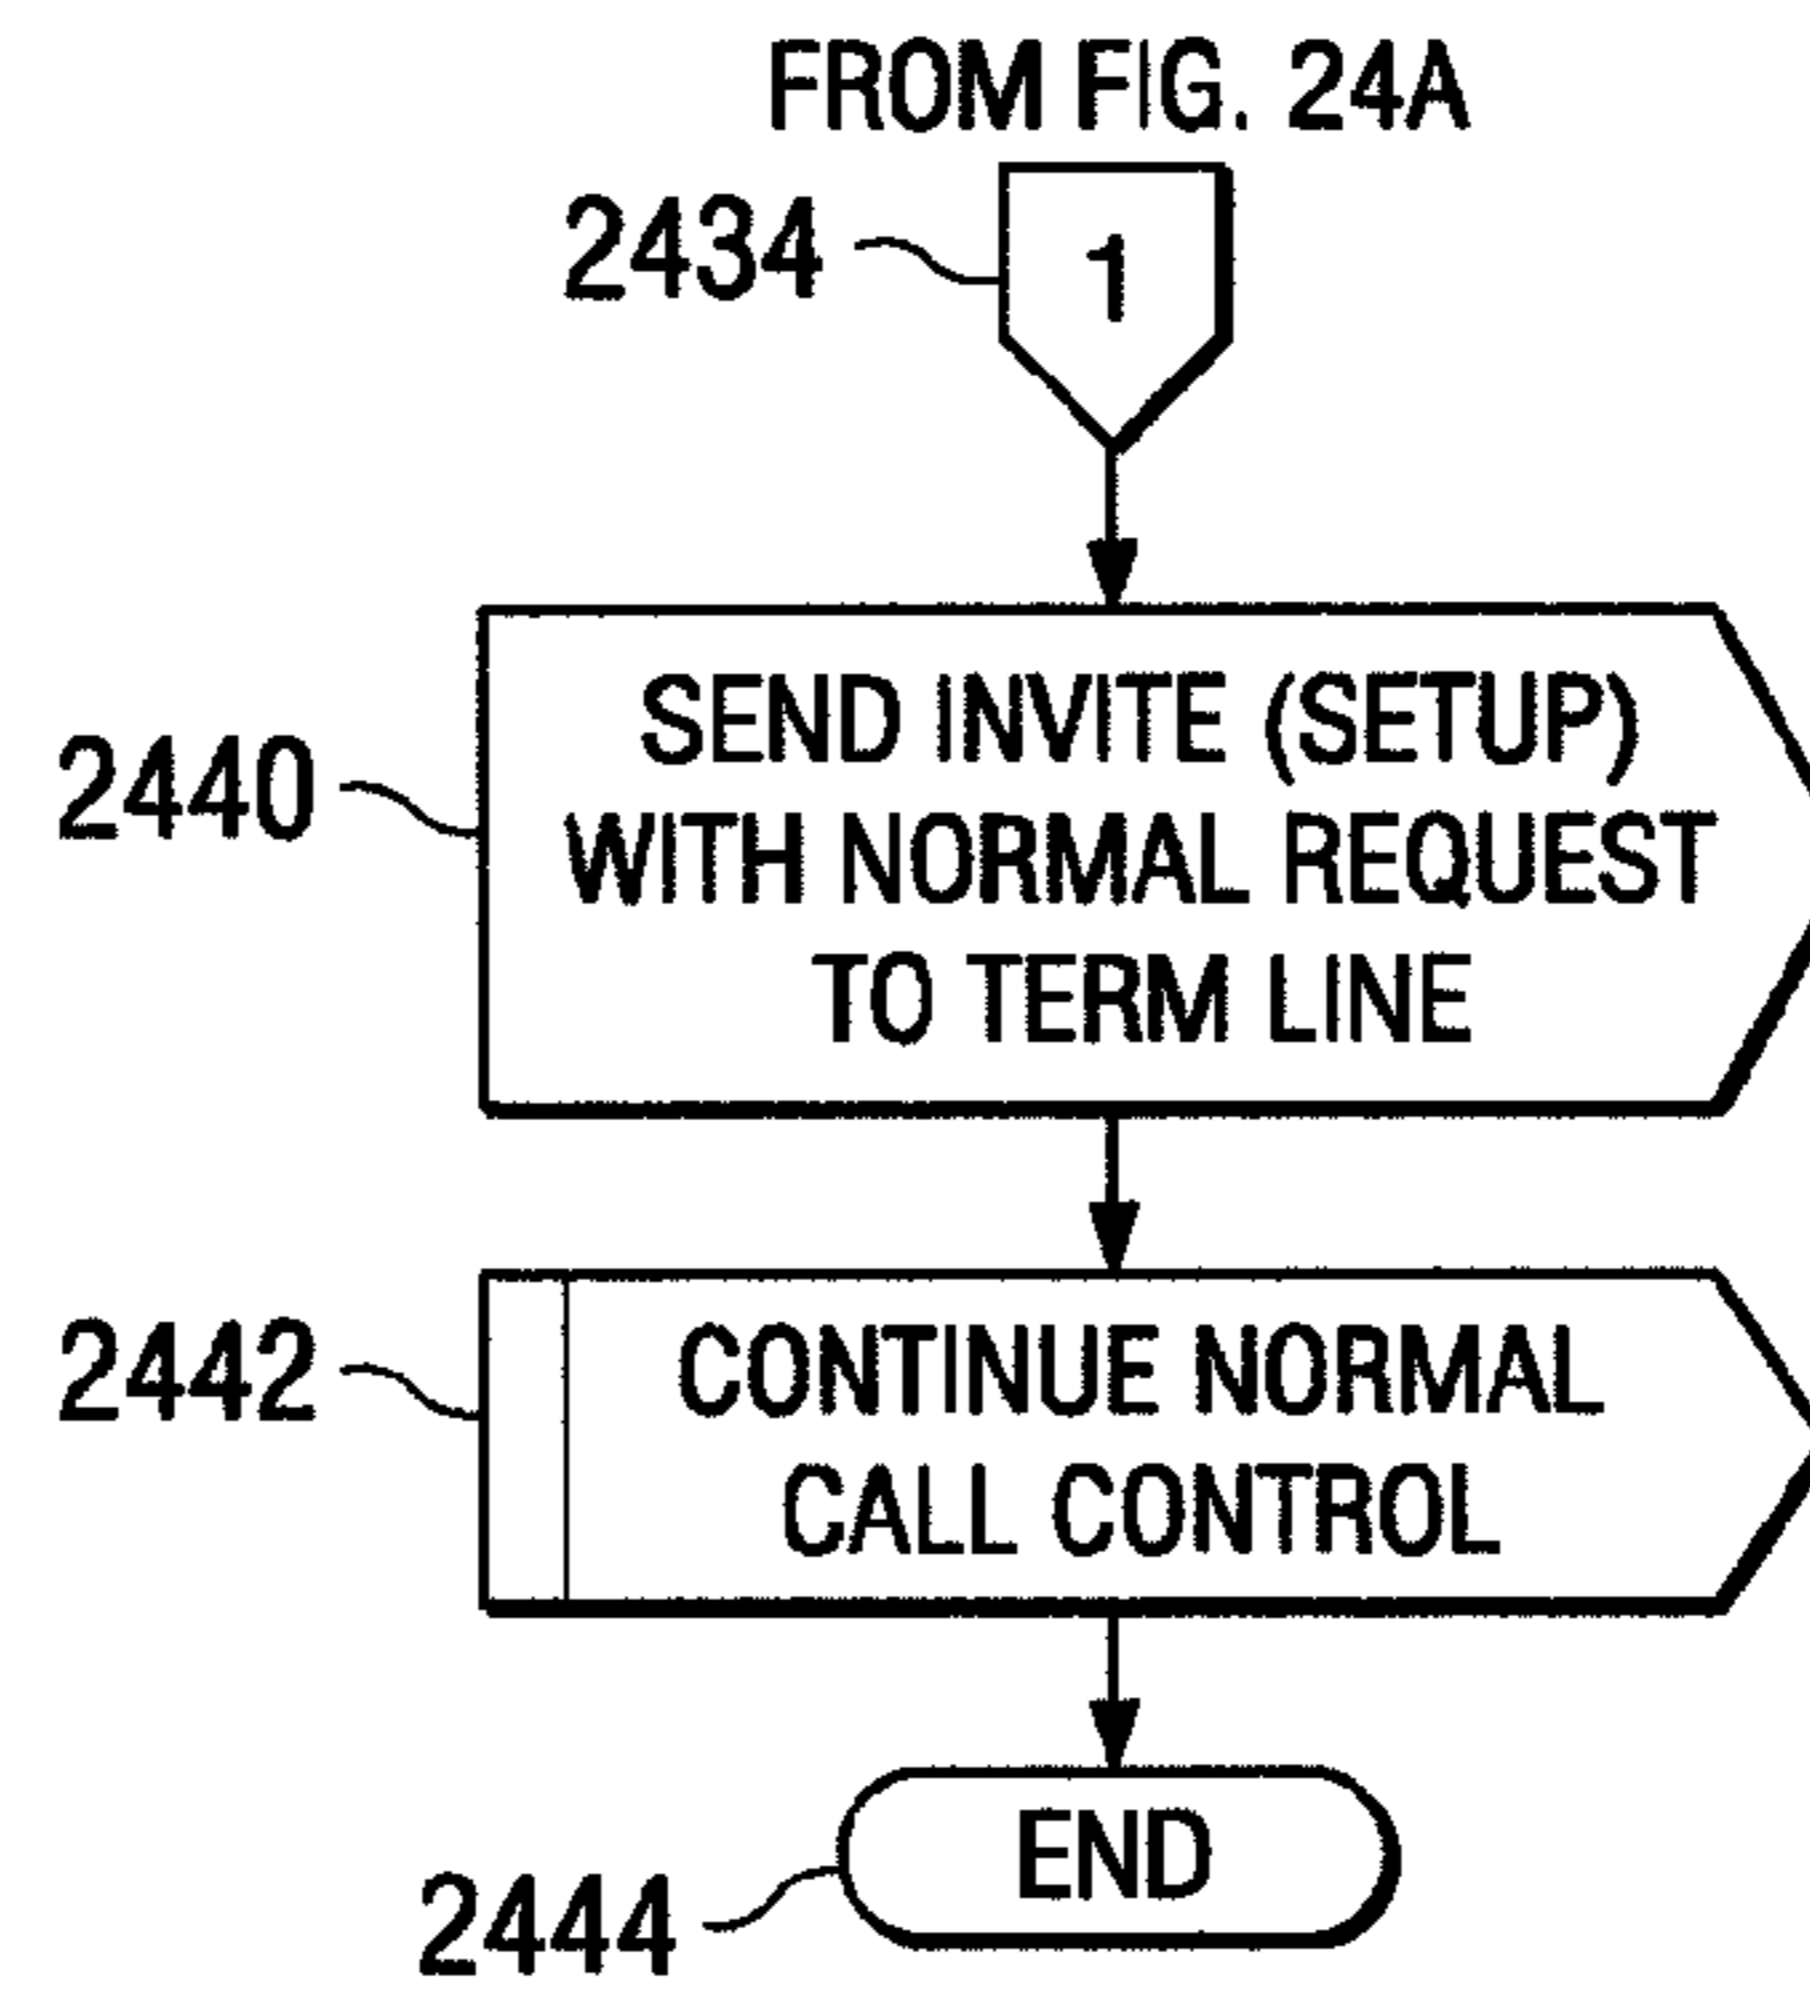 FROM FIG. 24A
2434
1
2440
SEND INVITE (SETUP)
WITH NORMAL REQUEST
TO TERM LINE
2442
CONTINUE NORMAL
CALL CONTROL
END
2444